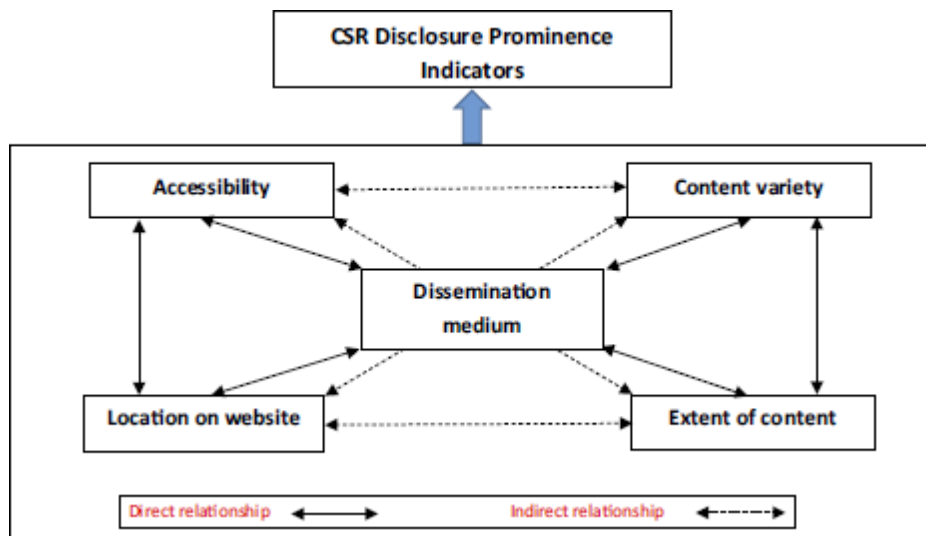 CSR Disclosure Prominence
Indicators
Accessibility
Content variety
Dissemination
medium
Location on website
Extent of content
Direct relationship
Indirect relationship